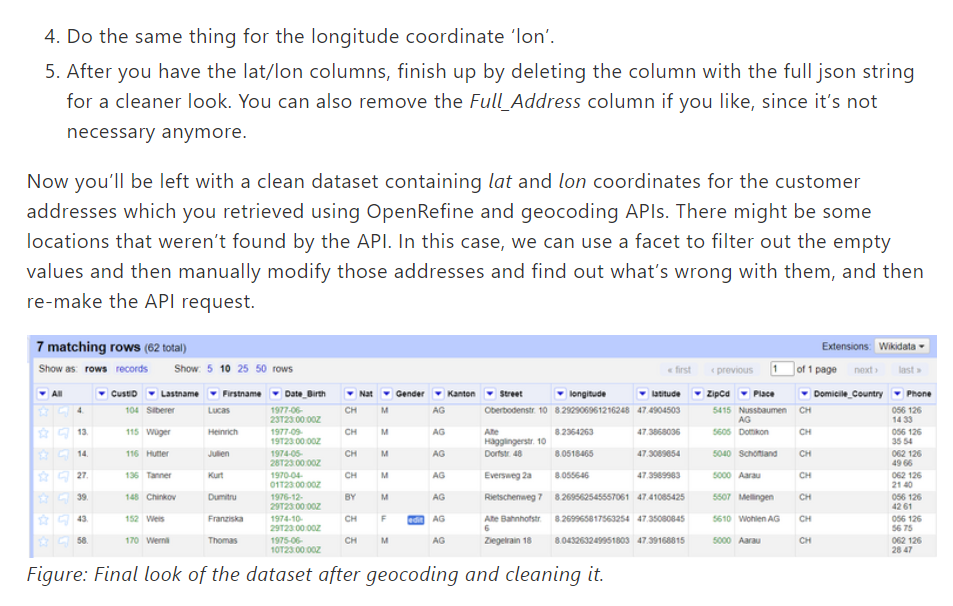 4. Do the same thing for the longitude coordinate ‘lon’.
5. After you have the lat/lon columns, finish up by deleting the column with the full json string
for a cleaner look. You can also remove the Full_Address column if you like, since it’s not
necessary anymore.
Now you’ll be left with a clean dataset containing lat and lon coordinates for the customer
addresses which you retrieved using OpenRefine and geocoding APIs. There might be some
locations that weren’t found by the API. In this case, we can use a facet to filter out the empty
values and then manually modify those addresses and find out what’s wrong with them, and then
re-make the API request.
7 matching rows (62 total) Extensions: Wikidata
Show as: rows records Show: 5 10 25 50 rows « first ‹ previous 1 of 1 page next › last »
All CustID Lastname Firstname Date_Birth Nat Gender Kanton Street longitude latitude ZipCd Place Domicile_Country Phone
4. 104 Silberer Lucas 1977-06- CH M AG Oberbodenstr. 10 8.292906961216248 47.4904503 5415 Nussbaumen CH 056 126
23T23:00:00Z AG 14 33
13. 115 Wüger Heinrich 1977-09- CH M AG Alte 8.2364263 47.3868036 5605 Dottikon CH 056 126
19T23:00:00Z Hägglingerstr. 10 35 54
14. 116 Hutter Julien 1974-05- CH M AG Dorfstr. 48 8.0518465 47.3089654 5040 Schöftland CH 062 126
28T23:00:00Z 49 66
27. 136 Tanner Kurt 1970-04- CH M AG Eversweg 2a 8.055646 47.3989983 5000 Aarau CH 062 126
01T23:00:00Z 21 40
39. 148 Chinkov Dumitru 1976-12- BY M AG Rietschenweg 7 8.269562545557061 47.41085425 5507 Mellingen CH 056 126
29T23:00:00Z 42 61
43. 152 Weis Franziska 1974-10- CH F edit AG Alte Bahnhofstr. 8.269965817563254 47.35080845 5610 Wohlen AG CH 056 126
29T23:00:00Z 6 56 75
58. 170 Wernli Thomas 1975-06- CH M AG Ziegelrain 18 8.043263249951803 47.39168815 5000 Aarau CH 062 126
10T23:00:00Z 28 47
Figure: Final look of the dataset after geocoding and cleaning it.